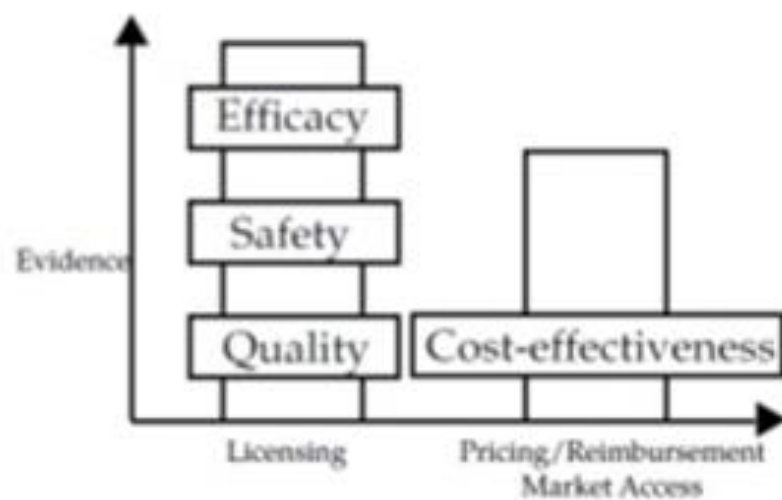 Efficacy
Safety
Evidence
Quality
Cost-effectiveness
Licensing
Pricing/Reimbursement
Market Access